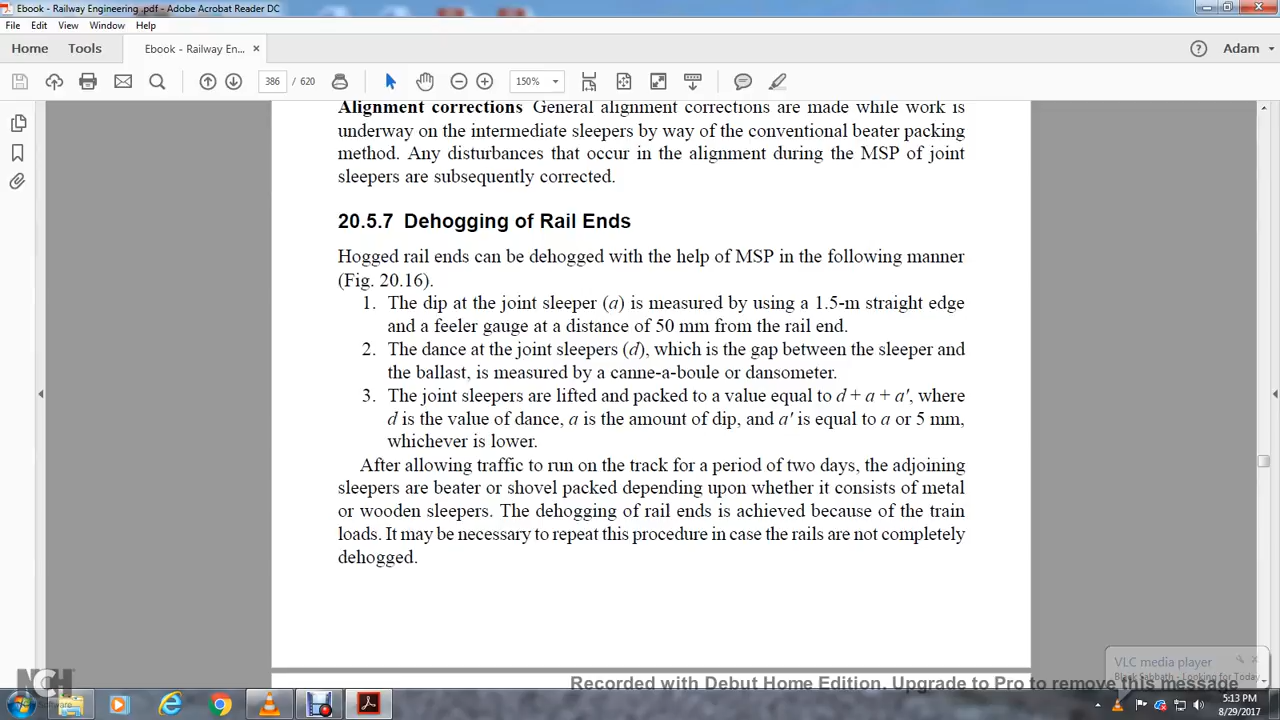 Ebook - Railway Engineering .pdf - Adobe Acrobat Reader DC
File Edit View Window Help
Home Tools Ebook - Railway En... × Adam
386 / 620 150%
Alignment corrections General alignment corrections are made while work is
underway on the intermediate sleepers by way of the conventional beater packing
method. Any disturbances that occur in the alignment during the MSP of joint
sleepers are subsequently corrected.
20.5.7 Dehogging of Rail Ends
Hogged rail ends can be dehogged with the help of MSP in the following manner
(Fig. 20.16).
1. The dip at the joint sleeper (a) is measured by using a 1.5-m straight edge
and a feeler gauge at a distance of 50 mm from the rail end.
2. The dance at the joint sleepers (d), which is the gap between the sleeper and
the ballast, is measured by a canne-a-boule or dansometer.
3. The joint sleepers are lifted and packed to a value equal to d + a + a′, where
d is the value of dance, a is the amount of dip, and a′ is equal to a or 5 mm,
whichever is lower.
After allowing traffic to run on the track for a period of two days, the adjoining
sleepers are beater or shovel packed depending upon whether it consists of metal
or wooden sleepers. The dehogging of rail ends is achieved because of the train
loads. It may be necessary to repeat this procedure in case the rails are not completely
dehogged.
VLC media player
Black Sabbath - Looking for Today
NCH Software
Recorded with Debut Home Edition. Upgrade to Pro to remove this message
5:13 PM
8/29/2017